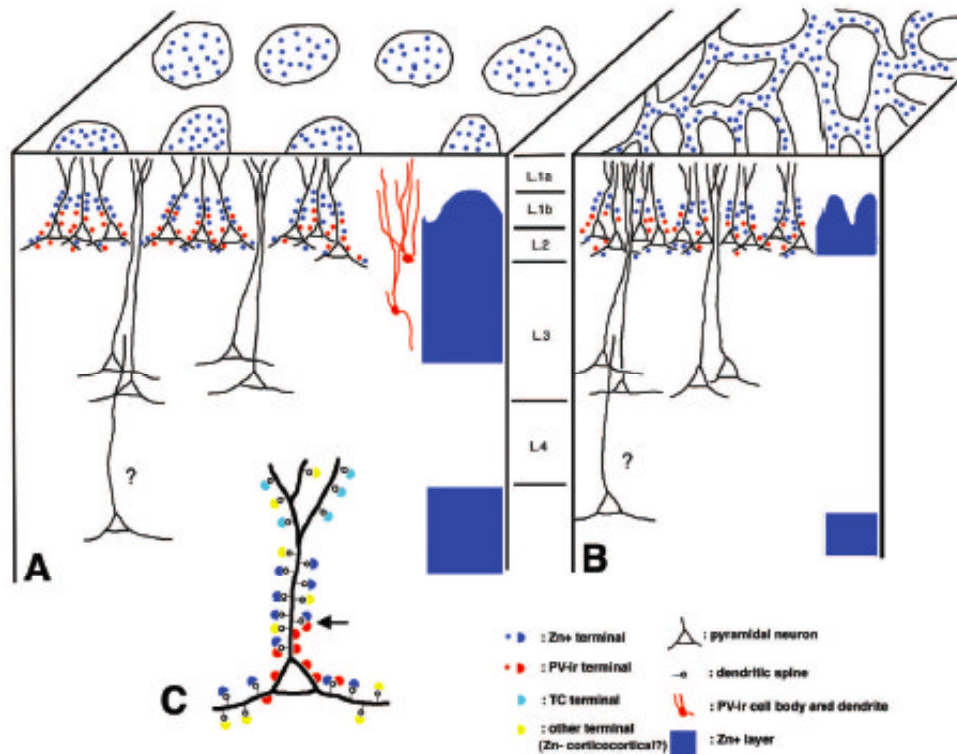 L.1a
L.1b
L.2
L.3
L.4
?
?
A
B
C
: Zn+ terminal
: PV-ir terminal
: TC terminal
: other terminal
(Zn- corticocortical?)
: pyramidal neuron
: dendritic spine
: PV-ir cell body and dendrite
: Zn+ layer